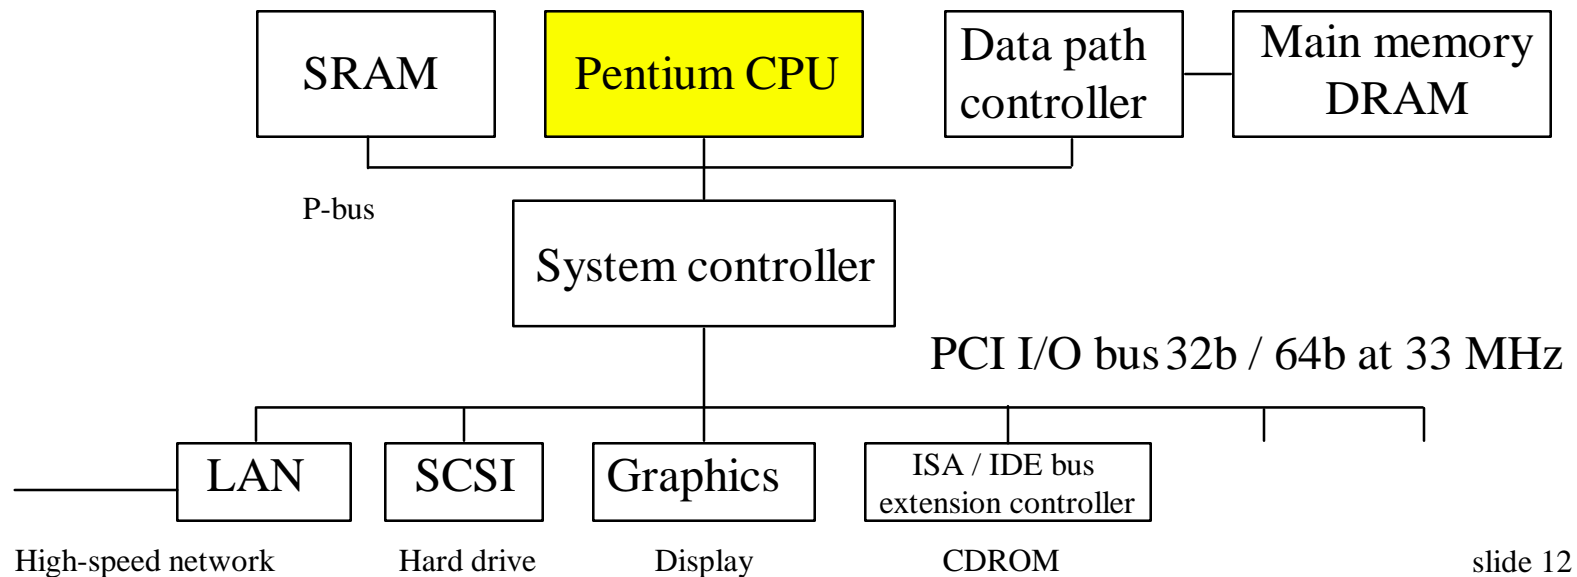 SRAM
Pentium CPU
Data path
controller
Main memory
DRAM
P-bus
System controller
PCI I/O bus 32b / 64b at 33 MHz
LAN
SCSI
Graphics
ISA / IDE bus
extension controller
High-speed network
Hard drive
Display
CDROM
slide 12